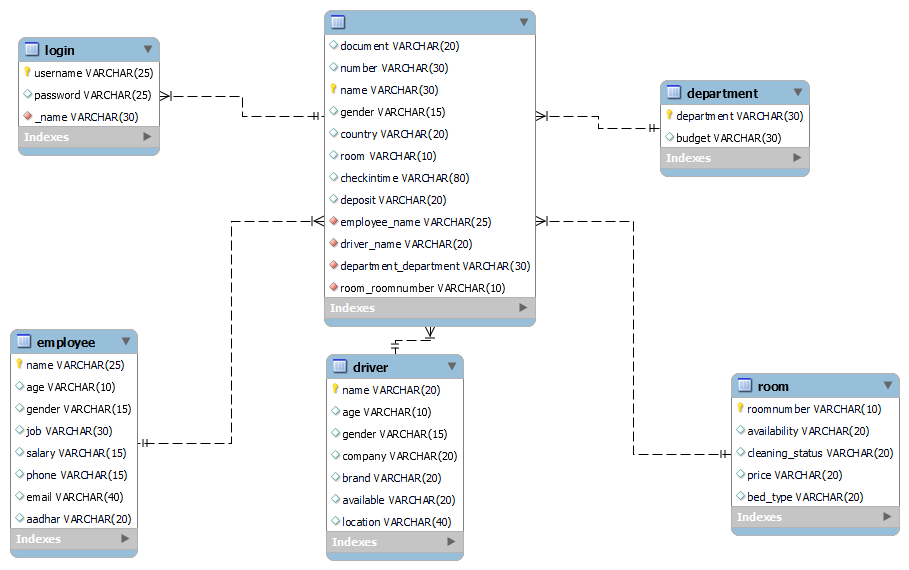 login
username VARCHAR(25)
password VARCHAR(25)
_name VARCHAR(30)
Indexes
document VARCHAR(20)
number VARCHAR(30)
name VARCHAR(30)
gender VARCHAR(15)
country VARCHAR(20)
room VARCHAR(10)
checkintime VARCHAR(80)
deposit VARCHAR(20)
employee_name VARCHAR(25)
driver_name VARCHAR(20)
department_department VARCHAR(30)
room_roomnumber VARCHAR(10)
Indexes
department
department VARCHAR(30)
budget VARCHAR(30)
Indexes
employee
name VARCHAR(25)
age VARCHAR(10)
gender VARCHAR(15)
job VARCHAR(30)
salary VARCHAR(15)
phone VARCHAR(15)
email VARCHAR(40)
aadhar VARCHAR(20)
Indexes
driver
name VARCHAR(20)
age VARCHAR(10)
gender VARCHAR(15)
company VARCHAR(20)
brand VARCHAR(20)
available VARCHAR(20)
location VARCHAR(40)
Indexes
room
roomnumber VARCHAR(10)
availability VARCHAR(20)
cleaning_status VARCHAR(20)
price VARCHAR(20)
bed_type VARCHAR(20)
Indexes